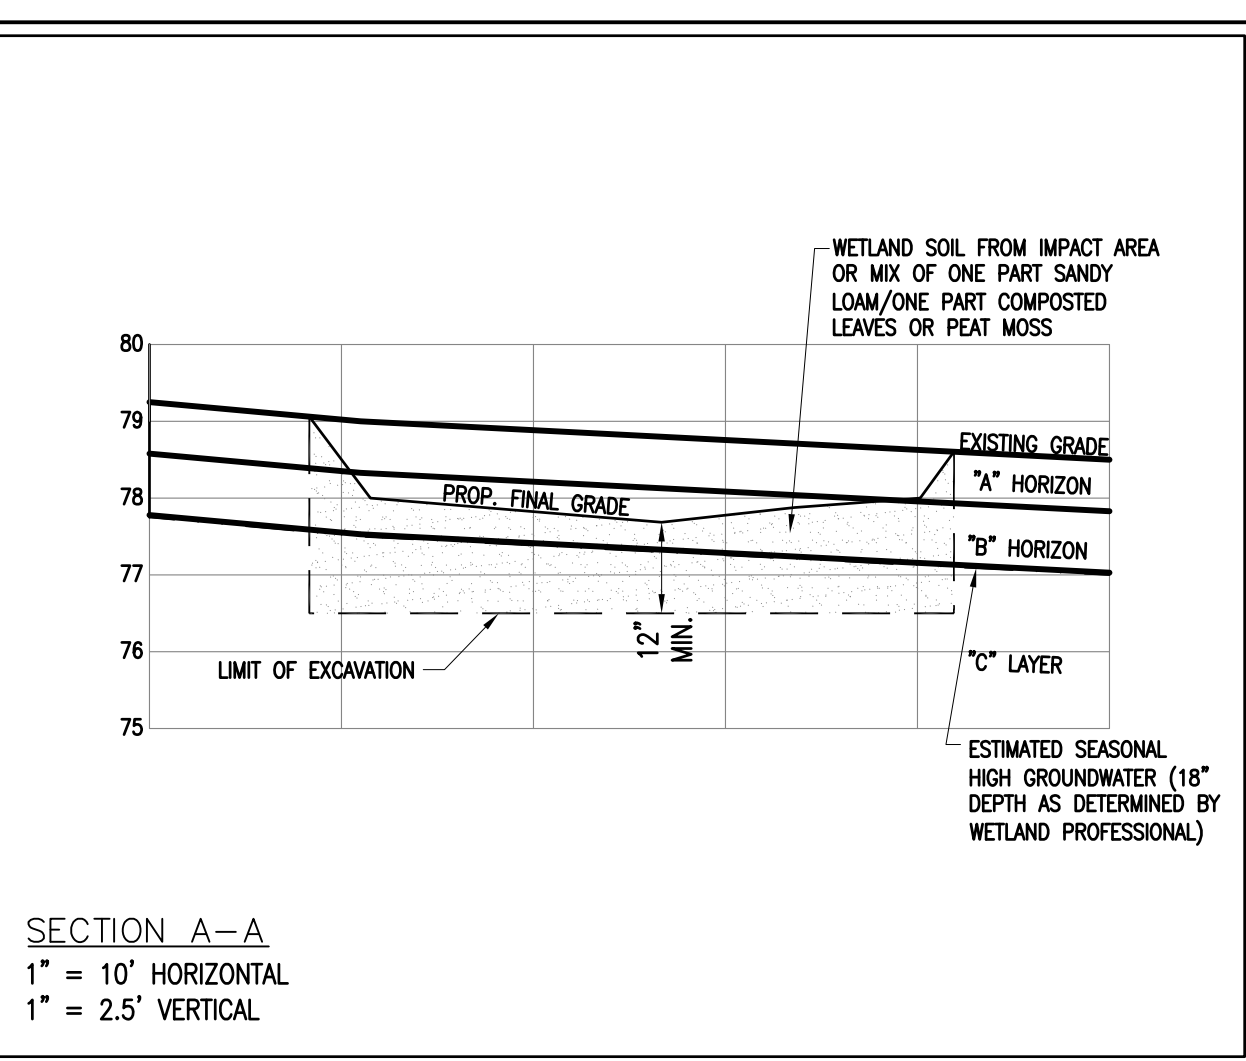 WETLAND SOIL FROM IMPACT AREA
OR MIX OF ONE PART SANDY
LOAM/ONE PART COMPOSTED
LEAVES OR PEAT MOSS
80
79
78
77
76
75
EXISTING GRADE
"A" HORIZON
PROP. FINAL GRADE
"B" HORIZON
12"
MIN.
LIMIT OF EXCAVATION
"C" LAYER
ESTIMATED SEASONAL
HIGH GROUNDWATER (18"
DEPTH AS DETERMINED BY
WETLAND PROFESSIONAL)
SECTION A-A
1" = 10' HORIZONTAL
1" = 2.5' VERTICAL